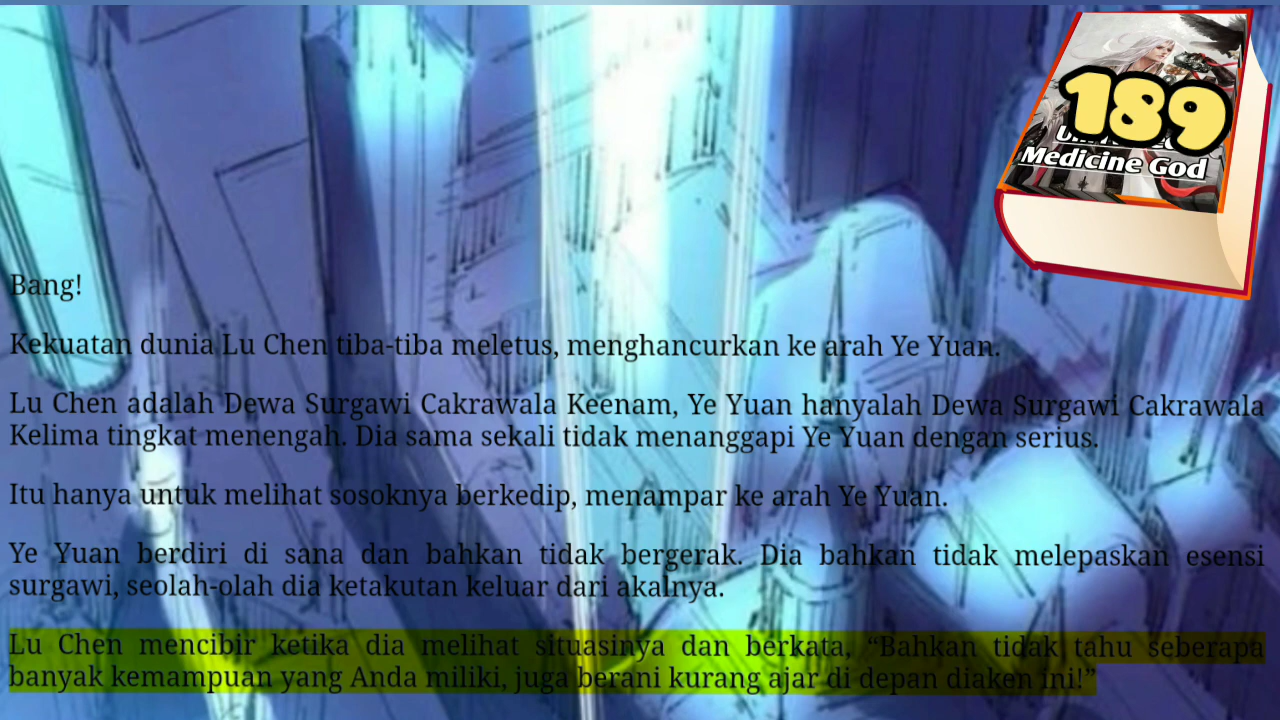 189
Medicine God
Bang!
Kekuatan dunia Lu Chen tiba-tiba meletus, menghancurkan ke arah Ye Yuan.
Lu Chen adalah Dewa Surgawi Cakrawala Keenam, Ye Yuan hanyalah Dewa Surgawi Cakrawala
Kelima tingkat menengah. Dia sama sekali tidak menanggapi Ye Yuan dengan serius.
Itu hanya untuk melihat sosoknya berkedip, menampar ke arah Ye Yuan.
Ye Yuan berdiri di sana dan bahkan tidak bergerak. Dia bahkan tidak melepaskan esensi
surgawi, seolah-olah dia ketakutan keluar dari akalnya.
Lu Chen mencibir ketika dia melihat situasinya dan berkata, “Bahkan tidak tahu seberapa
banyak kemampuan yang Anda miliki, juga berani kurang ajar di depan diaken ini!”